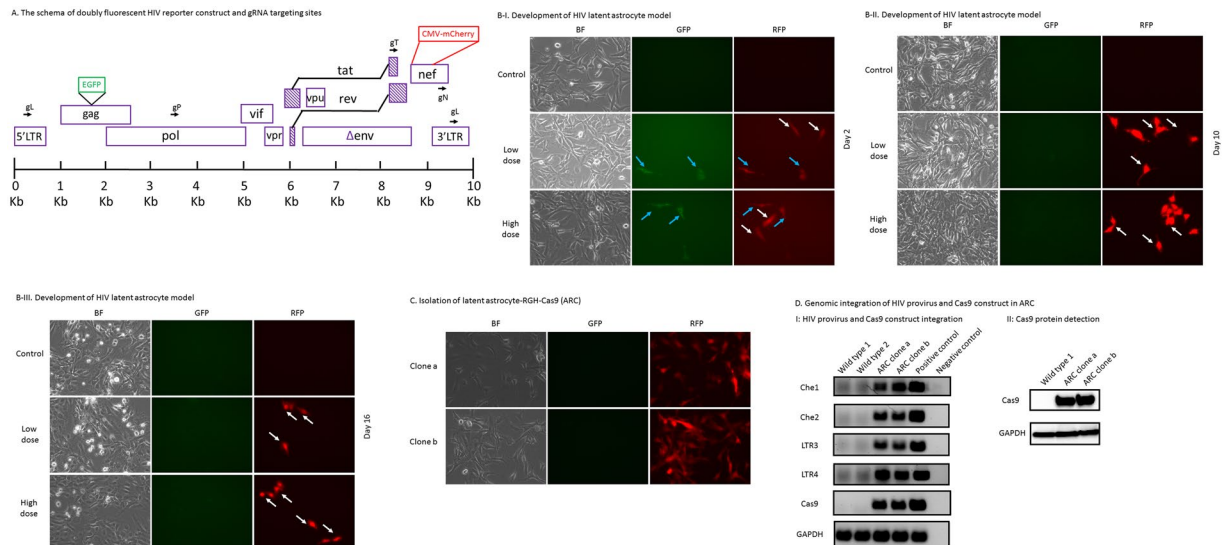 A. The schema of doubly fluorescent HIV reporter construct and gRNA targeting sites
CMV-mCherry
gT
EGFP
tat
nef
gL
gP
vpu
rev
gN
gag
vif
gL
5'LTR
pol
vpr
Δenv
3'LTR
0 1 2 3 4 5 6 7 8 9 10
Kb Kb Kb Kb Kb Kb Kb Kb Kb Kb Kb
B-I. Development of HIV latent astrocyte model
BF GFP RFP
Control
Low
dose
High
dose
Day 2
B-II. Development of HIV latent astrocyte model
BF GFP RFP
Control
Low
dose
High
dose
Day 10
B-III. Development of HIV latent astrocyte model
BF GFP RFP
Control
Low
dose
High
dose
Day 16
C. Isolation of latent astrocyte-RGH-Cas9 (ARC)
BF GFP RFP
Clone a
Clone b
D. Genomic integration of HIV provirus and Cas9 construct in ARC
I: HIV provirus and Cas9 construct integration
Wild type 1
Wild type 2
ARC clone a
ARC clone b
Positive control
Negative control
Che1
Che2
LTR3
LTR4
Cas9
GAPDH
II: Cas9 protein detection
Wild type 1
ARC clone a
ARC clone b
Cas9
GAPDH